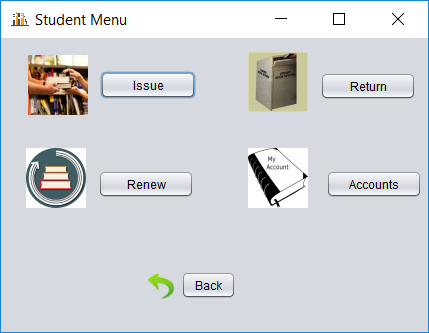 Student Menu
Issue
Return
Renew
My
Account
Accounts
Back